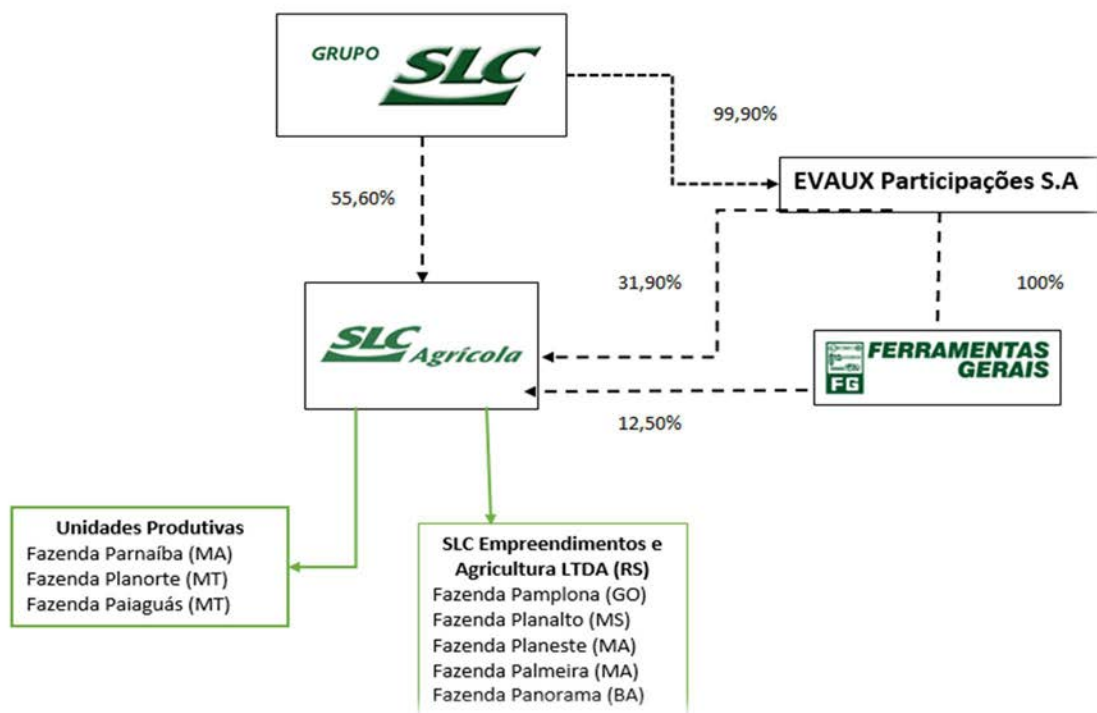 GRUPO SLC
99,90%
EVAUX Participações S.A
55,60%
31,90%
100%
SLC Agrícola
FERRAMENTAS
GERAIS
FG
12,50%
Unidades Produtivas
Fazenda Parnaíba (MA)
Fazenda Planorte (MT)
Fazenda Paiaguás (MT)
SLC Empreendimentos e
Agricultura LTDA (RS)
Fazenda Pamplona (GO)
Fazenda Planalto (MS)
Fazenda Planeste (MA)
Fazenda Palmeira (MA)
Fazenda Panorama (BA)